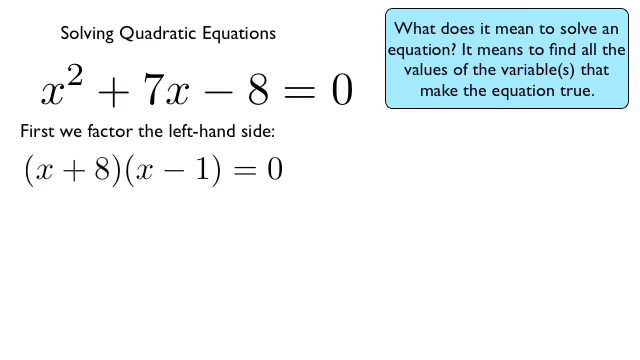 Solving Quadratic Equations
x² + 7x − 8 = 0
First we factor the left-hand side:
(x + 8)(x − 1) = 0
What does it mean to solve an
equation? It means to find all the
values of the variable(s) that
make the equation true.